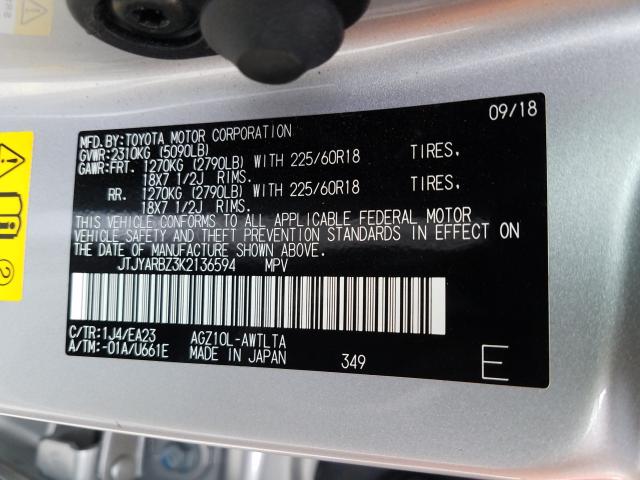 09/18
MFD. BY: TOYOTA MOTOR CORPORATION
GVWR: 2310KG (5090LB)
GAWR: FRT. 1270KG (2790LB) WITH 225/60R18 TIRES,
18X7 1/2J RIMS.
RR. 1270KG (2790LB) WITH 225/60R18 TIRES,
18X7 1/2J RIMS.
THIS VEHICLE CONFORMS TO ALL APPLICABLE FEDERAL MOTOR
VEHICLE SAFETY AND THEFT PREVENTION STANDARDS IN EFFECT ON
THE DATE OF MANUFACTURE SHOWN ABOVE.
JTJYARBZ3K2136594 MPV
C/TR: 1J4/EA23 AGZ10L-AWTLTA
A/TM: -01A/U661E MADE IN JAPAN 349 E
2